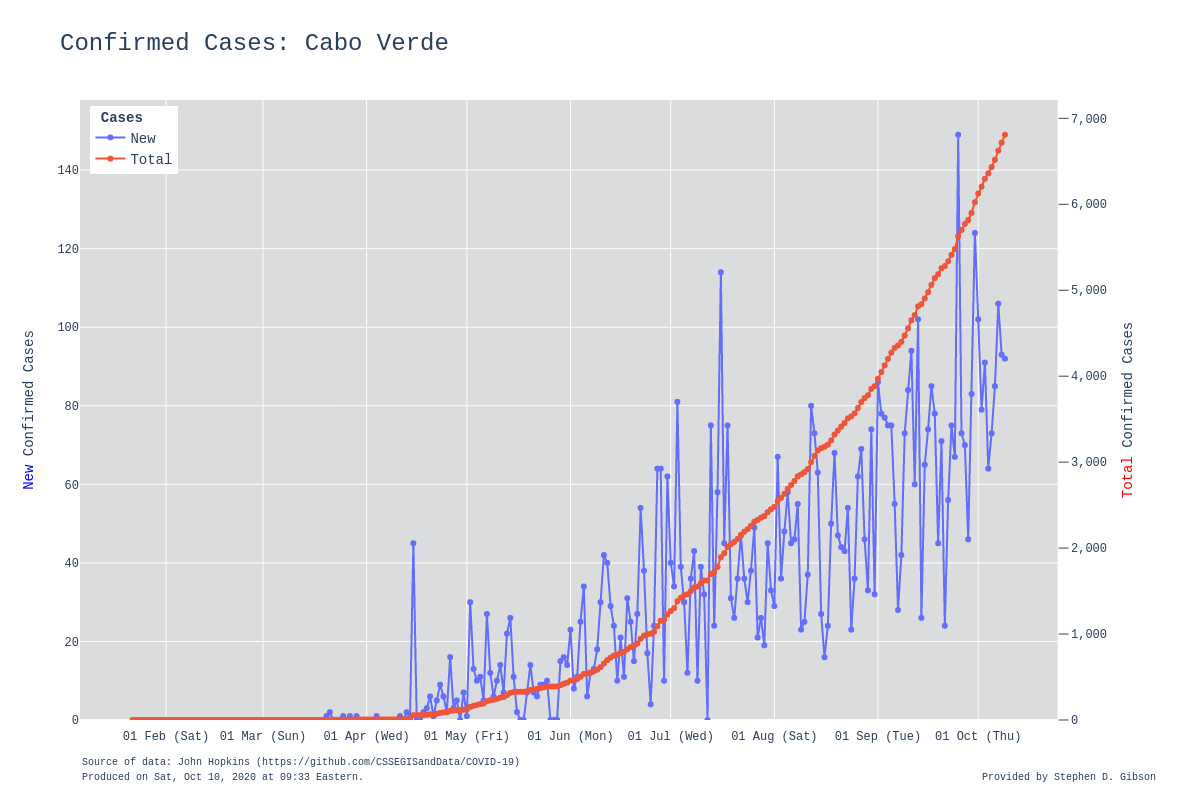 Confirmed Cases: Cabo Verde
Cases
New
Total
140
120
100
80
60
40
20
0
7,000
6,000
5,000
4,000
3,000
2,000
1,000
0
New Confirmed Cases
Total Confirmed Cases
01 Feb (Sat) 01 Mar (Sun) 01 Apr (Wed) 01 May (Fri) 01 Jun (Mon) 01 Jul (Wed) 01 Aug (Sat) 01 Sep (Tue) 01 Oct (Thu)
Source of data: John Hopkins (https://github.com/CSSEGISandData/COVID-19)
Produced on Sat, Oct 10, 2020 at 09:33 Eastern.
Provided by Stephen D. Gibson